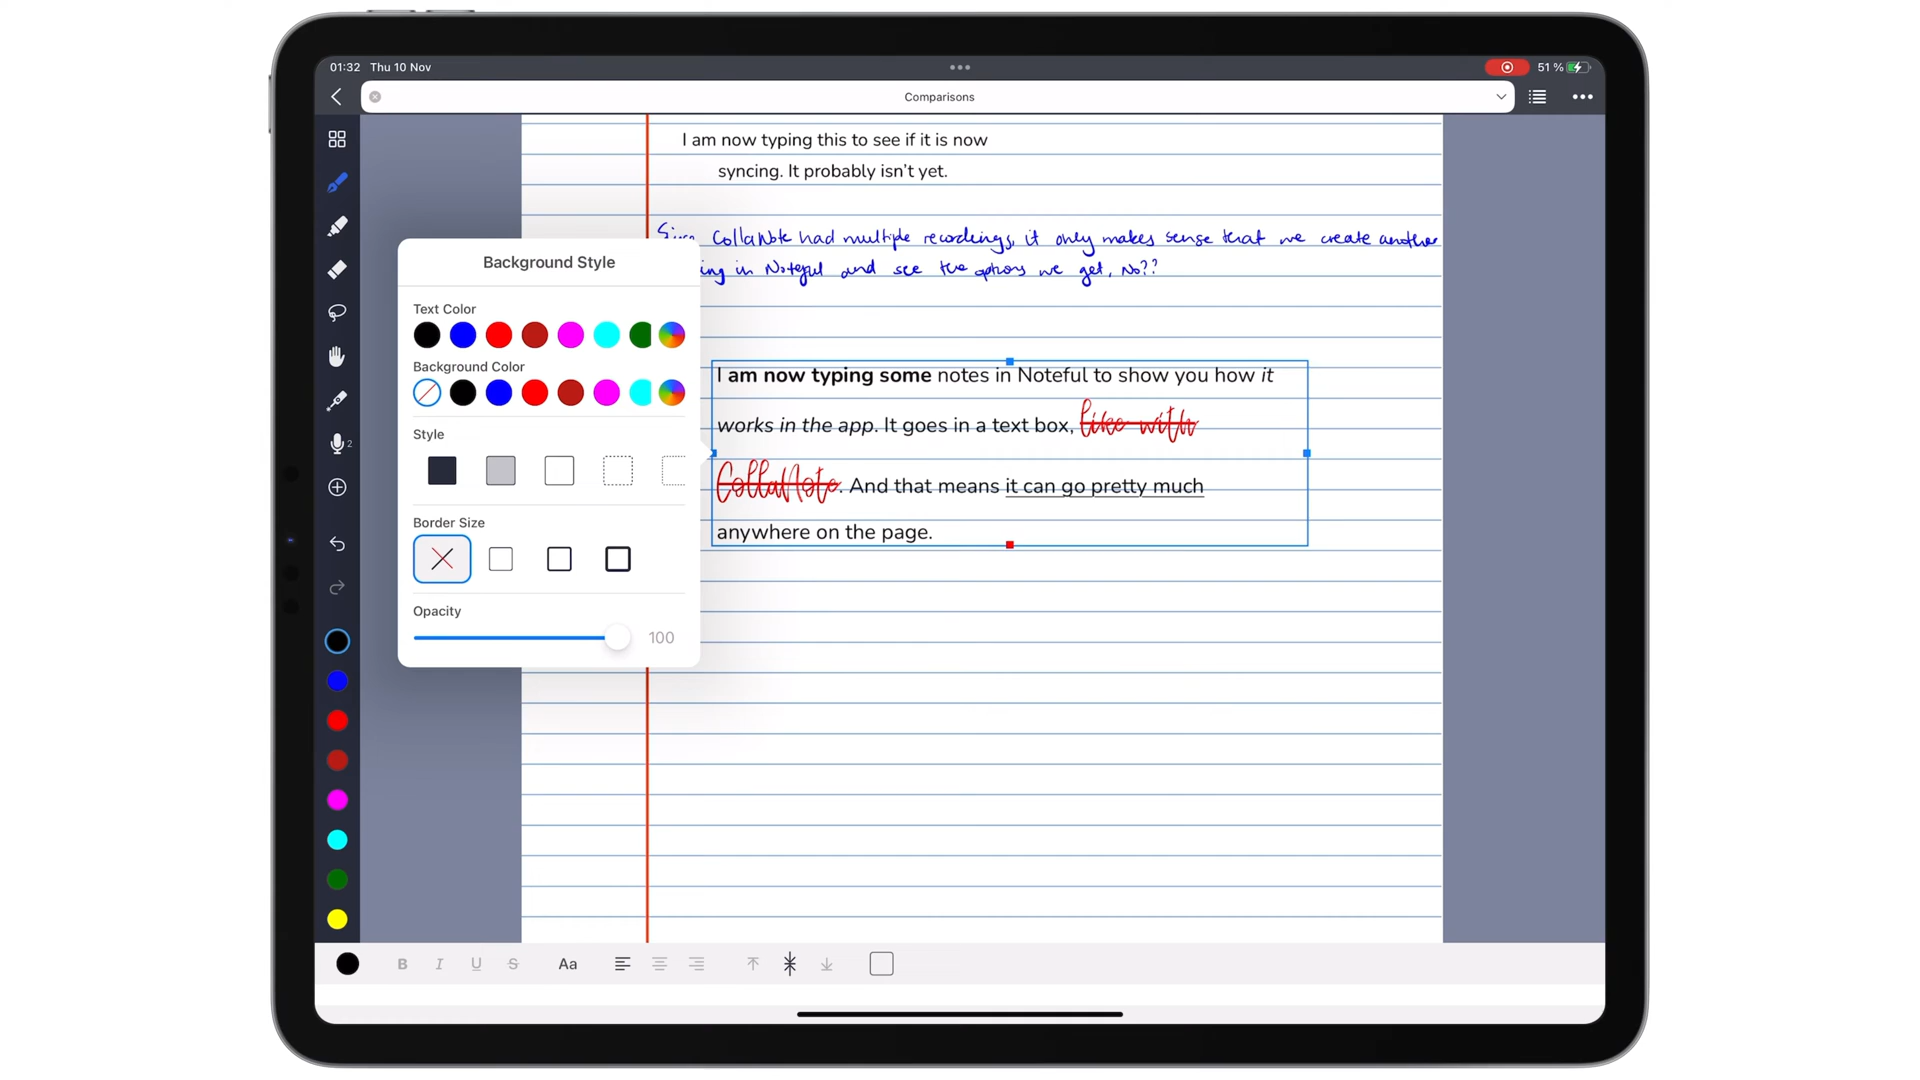 01:32 Thu 10 Nov
51 %
Comparisons
I am now typing this to see if it is now
syncing. It probably isn't yet.
Since CollaNote had multiple recordings, it only makes sense that we create another
ing in Noteful and see the options we get, No??
Background Style
Text Color
Background Color
Style
Border Size
Opacity
100
I am now typing some notes in Noteful to show you how it
works in the app. It goes in a text box, like with
CollaNote. And that means it can go pretty much
anywhere on the page.
2
B I U S Aa